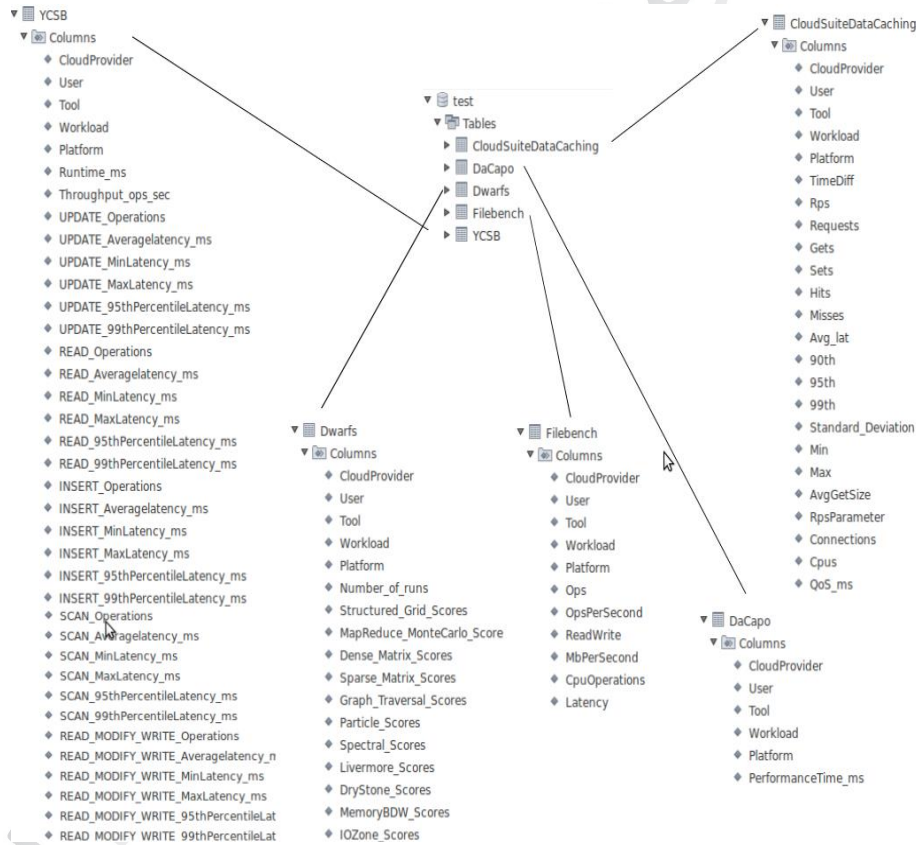 YCSB
Columns
CloudProvider
User
Tool
Workload
Platform
Runtime_ms
Throughput_ops_sec
UPDATE_Operations
UPDATE_Averagelatency_ms
UPDATE_MinLatency_ms
UPDATE_MaxLatency_ms
UPDATE_95thPercentileLatency_ms
UPDATE_99thPercentileLatency_ms
READ_Operations
READ_Averagelatency_ms
READ_MinLatency_ms
READ_MaxLatency_ms
READ_95thPercentileLatency_ms
READ_99thPercentileLatency_ms
INSERT_Operations
INSERT_Averagelatency_ms
INSERT_MinLatency_ms
INSERT_MaxLatency_ms
INSERT_95thPercentileLatency_ms
INSERT_99thPercentileLatency_ms
SCAN_Operations
SCAN_Averagelatency_ms
SCAN_MinLatency_ms
SCAN_MaxLatency_ms
SCAN_95thPercentileLatency_ms
SCAN_99thPercentileLatency_ms
READ_MODIFY_WRITE_Operations
READ_MODIFY_WRITE_Averagelatency_m
READ_MODIFY_WRITE_MinLatency_ms
READ_MODIFY_WRITE_MaxLatency_ms
READ_MODIFY_WRITE_95thPercentileLat
READ_MODIFY_WRITE_99thPercentileLat
test
Tables
CloudSuiteDataCaching
DaCapo
Dwarfs
Filebench
YCSB
Dwarfs
Columns
CloudProvider
User
Tool
Workload
Platform
Number_of_runs
Structured_Grid_Scores
MapReduce_MonteCarlo_Score
Dense_Matrix_Scores
Sparse_Matrix_Scores
Graph_Traversal_Scores
Particle_Scores
Spectral_Scores
Livermore_Scores
DryStone_Scores
MemoryBDW_Scores
IOZone_Scores
Filebench
Columns
CloudProvider
User
Tool
Workload
Platform
Ops
OpsPerSecond
ReadWrite
MbPerSecond
CpuOperations
Latency
CloudSuiteDataCaching
Columns
CloudProvider
User
Tool
Workload
Platform
TimeDiff
Rps
Requests
Gets
Sets
Hits
Misses
Avg_lat
90th
95th
99th
Standard_Deviation
Min
Max
AvgGetSize
RpsParameter
Connections
Cpus
QoS_ms
DaCapo
Columns
CloudProvider
User
Tool
Workload
Platform
PerformanceTime_ms